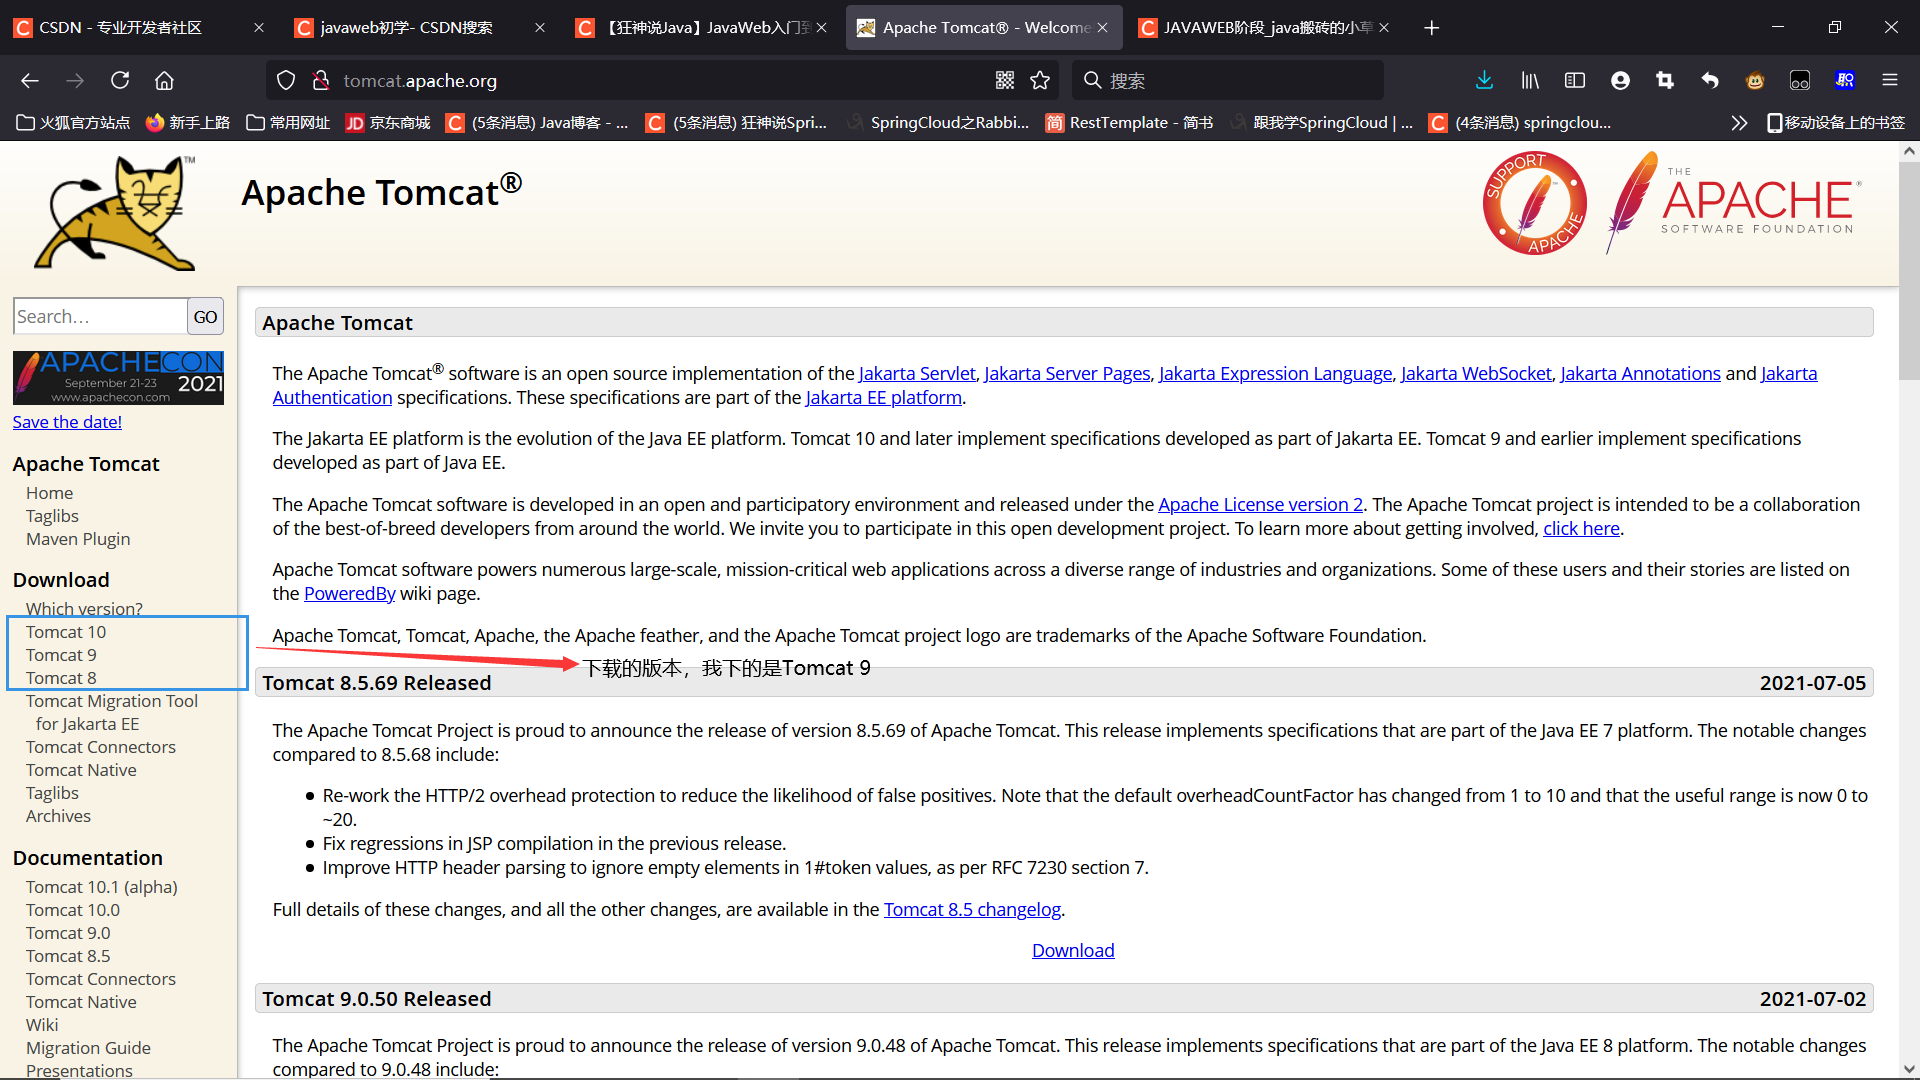 CSDN - 专业开发者社区
javaweb初学- CSDN搜索
【狂神说Java】JavaWeb入门到
Apache Tomcat® - Welcome
JAVAWEB阶段_java搬砖的小草
tomcat.apache.org
搜索
火狐官方站点
新手上路
常用网址
JD 京东商城
(5条消息) Java博客 - ...
(5条消息) 狂神说Spri...
SpringCloud之Rabbi...
简 RestTemplate - 简书
跟我学SpringCloud | ...
(4条消息) springclou...
移动设备上的书签
TM
Apache Tomcat®
SUPPORT APACHE
THE
APACHE®
SOFTWARE FOUNDATION
Search...
GO
APACHECON
September 21-23 2021
www.apachecon.com
Save the date!
Apache Tomcat
Home
Taglibs
Maven Plugin
Download
Which version?
Tomcat 10
Tomcat 9
Tomcat 8
Tomcat Migration Tool
for Jakarta EE
Tomcat Connectors
Tomcat Native
Taglibs
Archives
Documentation
Tomcat 10.1 (alpha)
Tomcat 10.0
Tomcat 9.0
Tomcat 8.5
Tomcat Connectors
Tomcat Native
Wiki
Migration Guide
Presentations
Apache Tomcat
The Apache Tomcat® software is an open source implementation of the Jakarta Servlet, Jakarta Server Pages, Jakarta Expression Language, Jakarta WebSocket, Jakarta Annotations and Jakarta
Authentication specifications. These specifications are part of the Jakarta EE platform.
The Jakarta EE platform is the evolution of the Java EE platform. Tomcat 10 and later implement specifications developed as part of Jakarta EE. Tomcat 9 and earlier implement specifications
developed as part of Java EE.
The Apache Tomcat software is developed in an open and participatory environment and released under the Apache License version 2. The Apache Tomcat project is intended to be a collaboration
of the best-of-breed developers from around the world. We invite you to participate in this open development project. To learn more about getting involved, click here.
Apache Tomcat software powers numerous large-scale, mission-critical web applications across a diverse range of industries and organizations. Some of these users and their stories are listed on
the PoweredBy wiki page.
Apache Tomcat, Tomcat, Apache, the Apache feather, and the Apache Tomcat project logo are trademarks of the Apache Software Foundation.
下载的版本，我下的是Tomcat 9
Tomcat 8.5.69 Released 2021-07-05
The Apache Tomcat Project is proud to announce the release of version 8.5.69 of Apache Tomcat. This release implements specifications that are part of the Java EE 7 platform. The notable changes
compared to 8.5.68 include:
• Re-work the HTTP/2 overhead protection to reduce the likelihood of false positives. Note that the default overheadCountFactor has changed from 1 to 10 and that the useful range is now 0 to
~20.
• Fix regressions in JSP compilation in the previous release.
• Improve HTTP header parsing to ignore empty elements in 1#token values, as per RFC 7230 section 7.
Full details of these changes, and all the other changes, are available in the Tomcat 8.5 changelog.
Download
Tomcat 9.0.50 Released 2021-07-02
The Apache Tomcat Project is proud to announce the release of version 9.0.48 of Apache Tomcat. This release implements specifications that are part of the Java EE 8 platform. The notable changes
compared to 9.0.48 include: